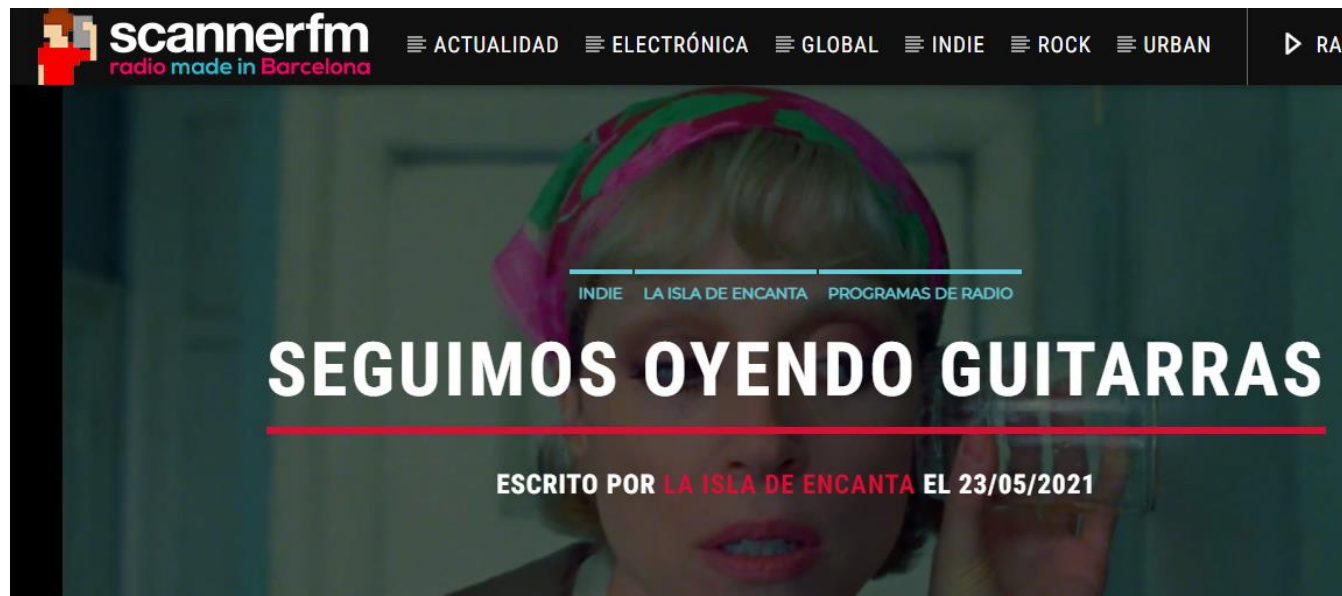 scannerfm
radio made in Barcelona
ACTUALIDAD ELECTRÓNICA GLOBAL INDIE ROCK URBAN RA
INDIE LA ISLA DE ENCANTA PROGRAMAS DE RADIO
SEGUIMOS OYENDO GUITARRAS
ESCRITO POR LA ISLA DE ENCANTA EL 23/05/2021